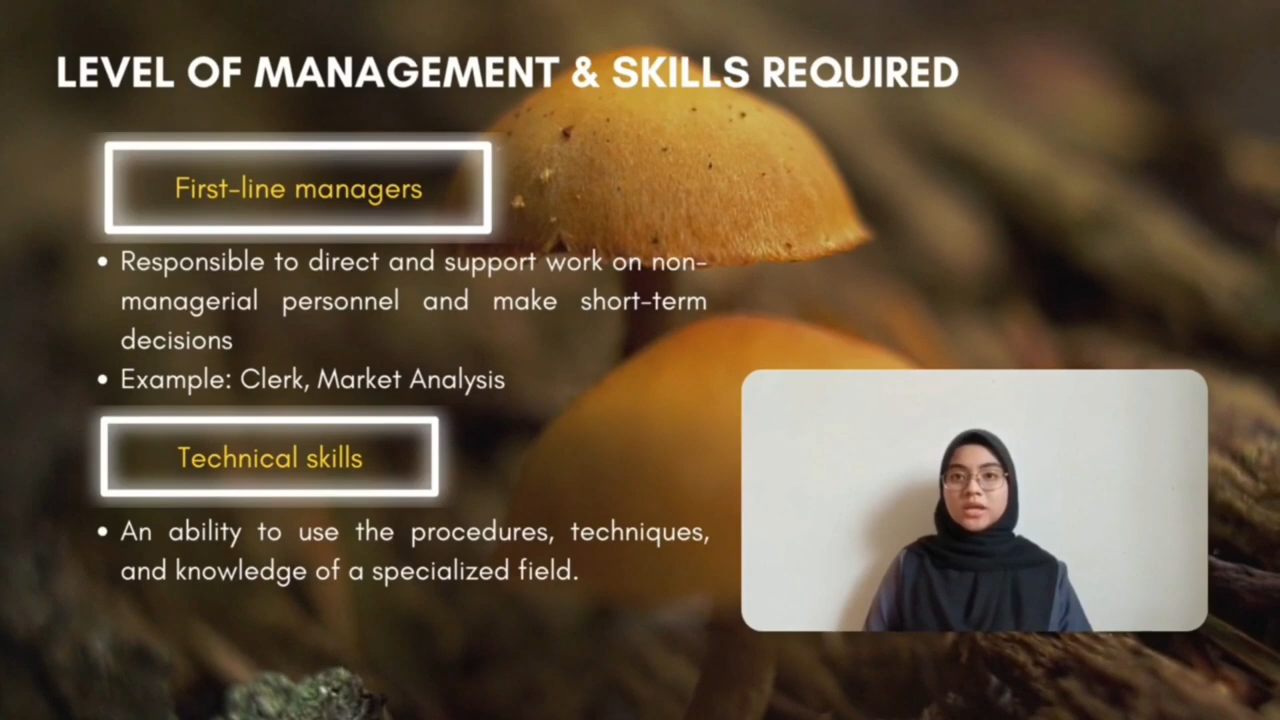 LEVEL OF MANAGEMENT & SKILLS REQUIRED
First-line managers
• Responsible to direct and support work on non-
managerial personnel and make short-term
decisions
• Example: Clerk, Market Analysis
Technical skills
• An ability to use the procedures, techniques,
and knowledge of a specialized field.